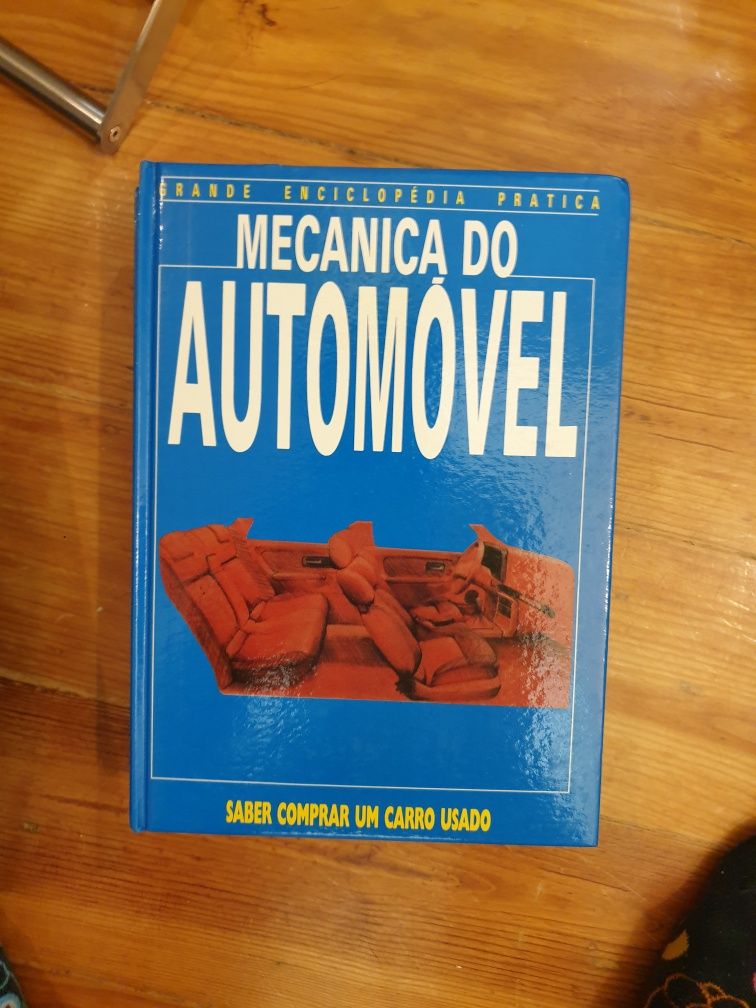 GRANDE ENCICLOPÉDIA PRATICA
MECANICA DO
AUTOMÓVEL
SABER COMPRAR UM CARRO USADO